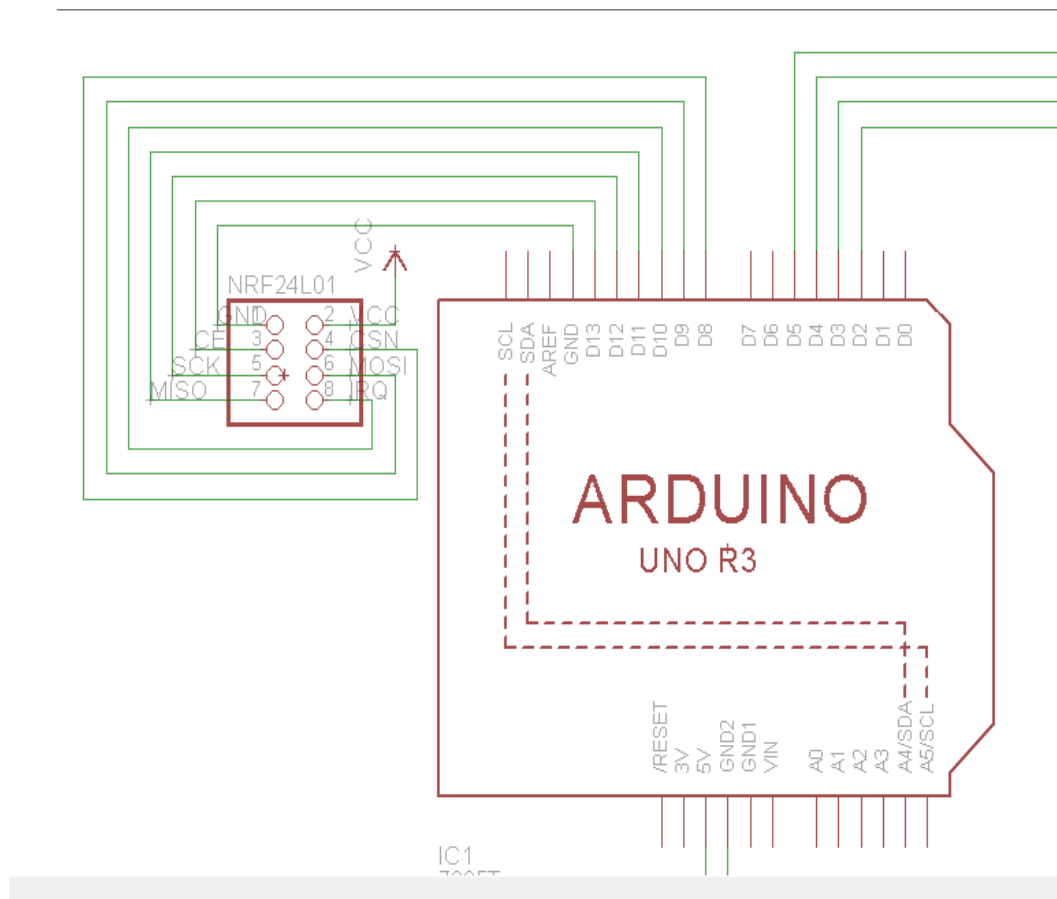 VCC
NRF24L01
GND 1 2 VCC
CE 3 4 CSN
SCK 5 6 MOSI
MISO 7 8 IRQ
SCL SDA AREF GND D13 D12 D11 D10 D9 D8 D7 D6 D5 D4 D3 D2 D1 D0
ARDUINO
UNO R3
/RESET 3V 5V GND2 GND1 VIN A0 A1 A2 A3 A4/SDA A5/SCL
IC1